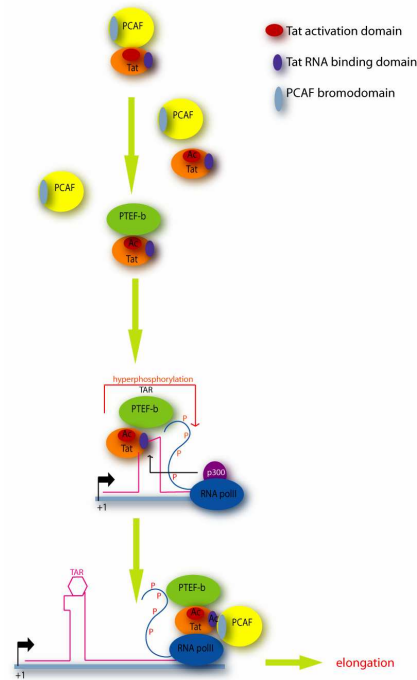 PCAF
Tat
Tat activation domain
Tat RNA binding domain
PCAF bromodomain
PCAF
Ac
Tat
PCAF
PTEF-b
Ac
Tat
hyperphosphorylation
TAR
PTEF-b
P
Ac
Tat
P
P
P
p300
RNA polII
+1
TAR
PTEF-b
P
P
Ac
Ac
PCAF
Tat
P
P
RNA polII
+1
elongation